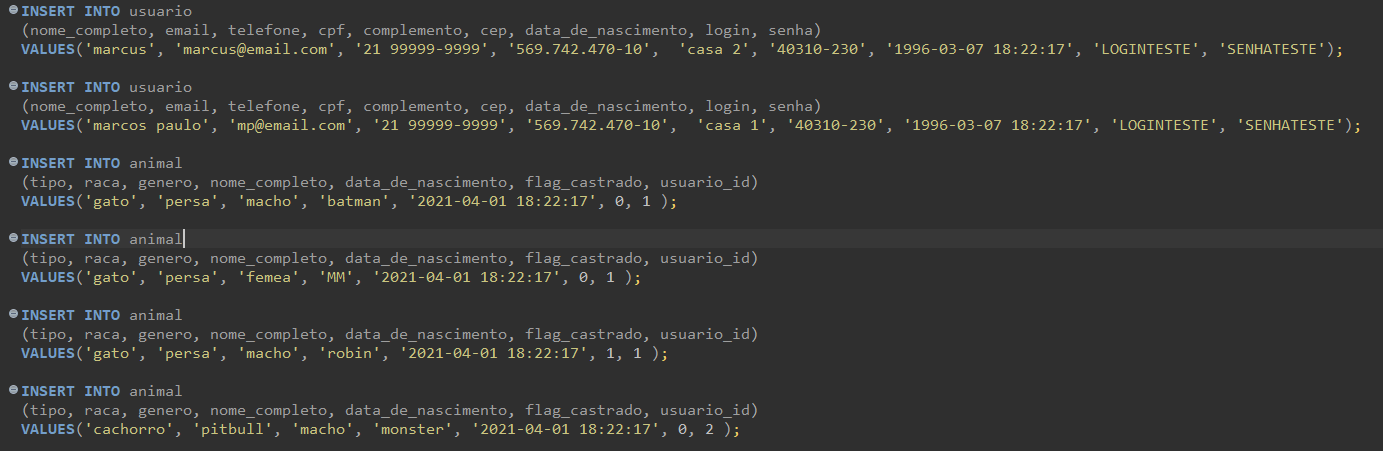 INSERT INTO usuario
(nome_completo, email, telefone, cpf, complemento, cep, data_de_nascimento, login, senha)
VALUES('marcus', 'marcus@email.com', '21 99999-9999', '569.742.470-10',  'casa 2', '40310-230', '1996-03-07 18:22:17', 'LOGINTESTE', 'SENHATESTE');
INSERT INTO usuario
(nome_completo, email, telefone, cpf, complemento, cep, data_de_nascimento, login, senha)
VALUES('marcos paulo', 'mp@email.com', '21 99999-9999', '569.742.470-10',  'casa 1', '40310-230', '1996-03-07 18:22:17', 'LOGINTESTE', 'SENHATESTE');
INSERT INTO animal
(tipo, raca, genero, nome_completo, data_de_nascimento, flag_castrado, usuario_id)
VALUES('gato', 'persa', 'macho', 'batman', '2021-04-01 18:22:17', 0, 1 );
INSERT INTO animal
(tipo, raca, genero, nome_completo, data_de_nascimento, flag_castrado, usuario_id)
VALUES('gato', 'persa', 'femea', 'MM', '2021-04-01 18:22:17', 0, 1 );
INSERT INTO animal
(tipo, raca, genero, nome_completo, data_de_nascimento, flag_castrado, usuario_id)
VALUES('gato', 'persa', 'macho', 'robin', '2021-04-01 18:22:17', 1, 1 );
INSERT INTO animal
(tipo, raca, genero, nome_completo, data_de_nascimento, flag_castrado, usuario_id)
VALUES('cachorro', 'pitbull', 'macho', 'monster', '2021-04-01 18:22:17', 0, 2 );